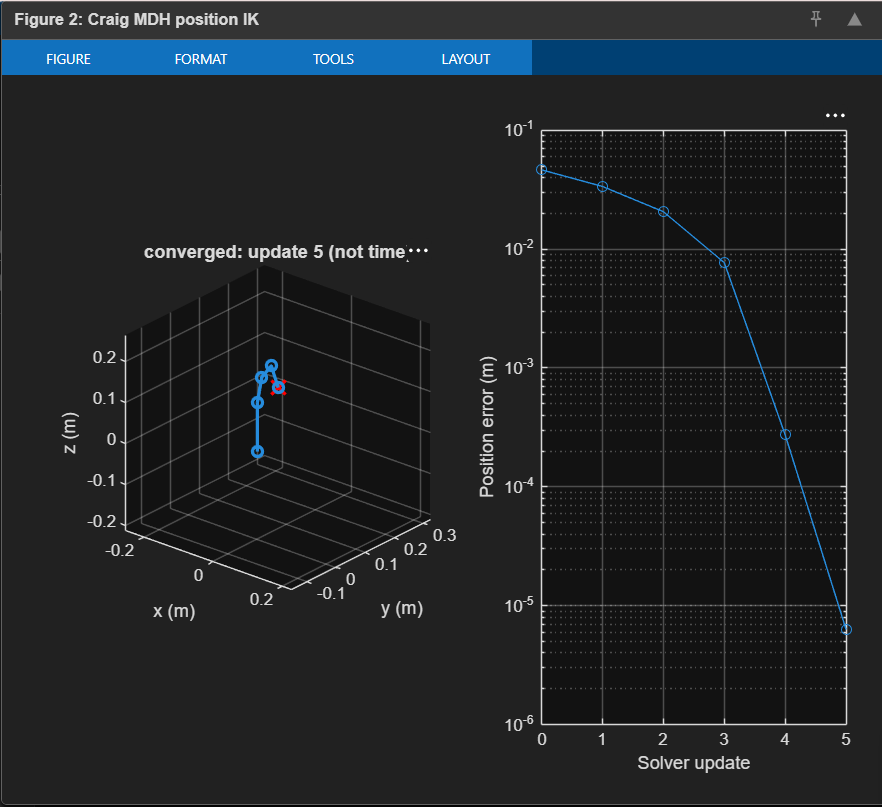 Figure 2: Craig MDH position IK
FIGURE FORMAT TOOLS LAYOUT
converged: update 5 (not time
0.2
0.1
0
-0.1
-0.2
z (m)
-0.2
0
0.2
x (m)
-0.1
0
0.1
0.2
0.3
y (m)
10⁻¹
10⁻²
10⁻³
10⁻⁴
10⁻⁵
10⁻⁶
Position error (m)
0 1 2 3 4 5
Solver update